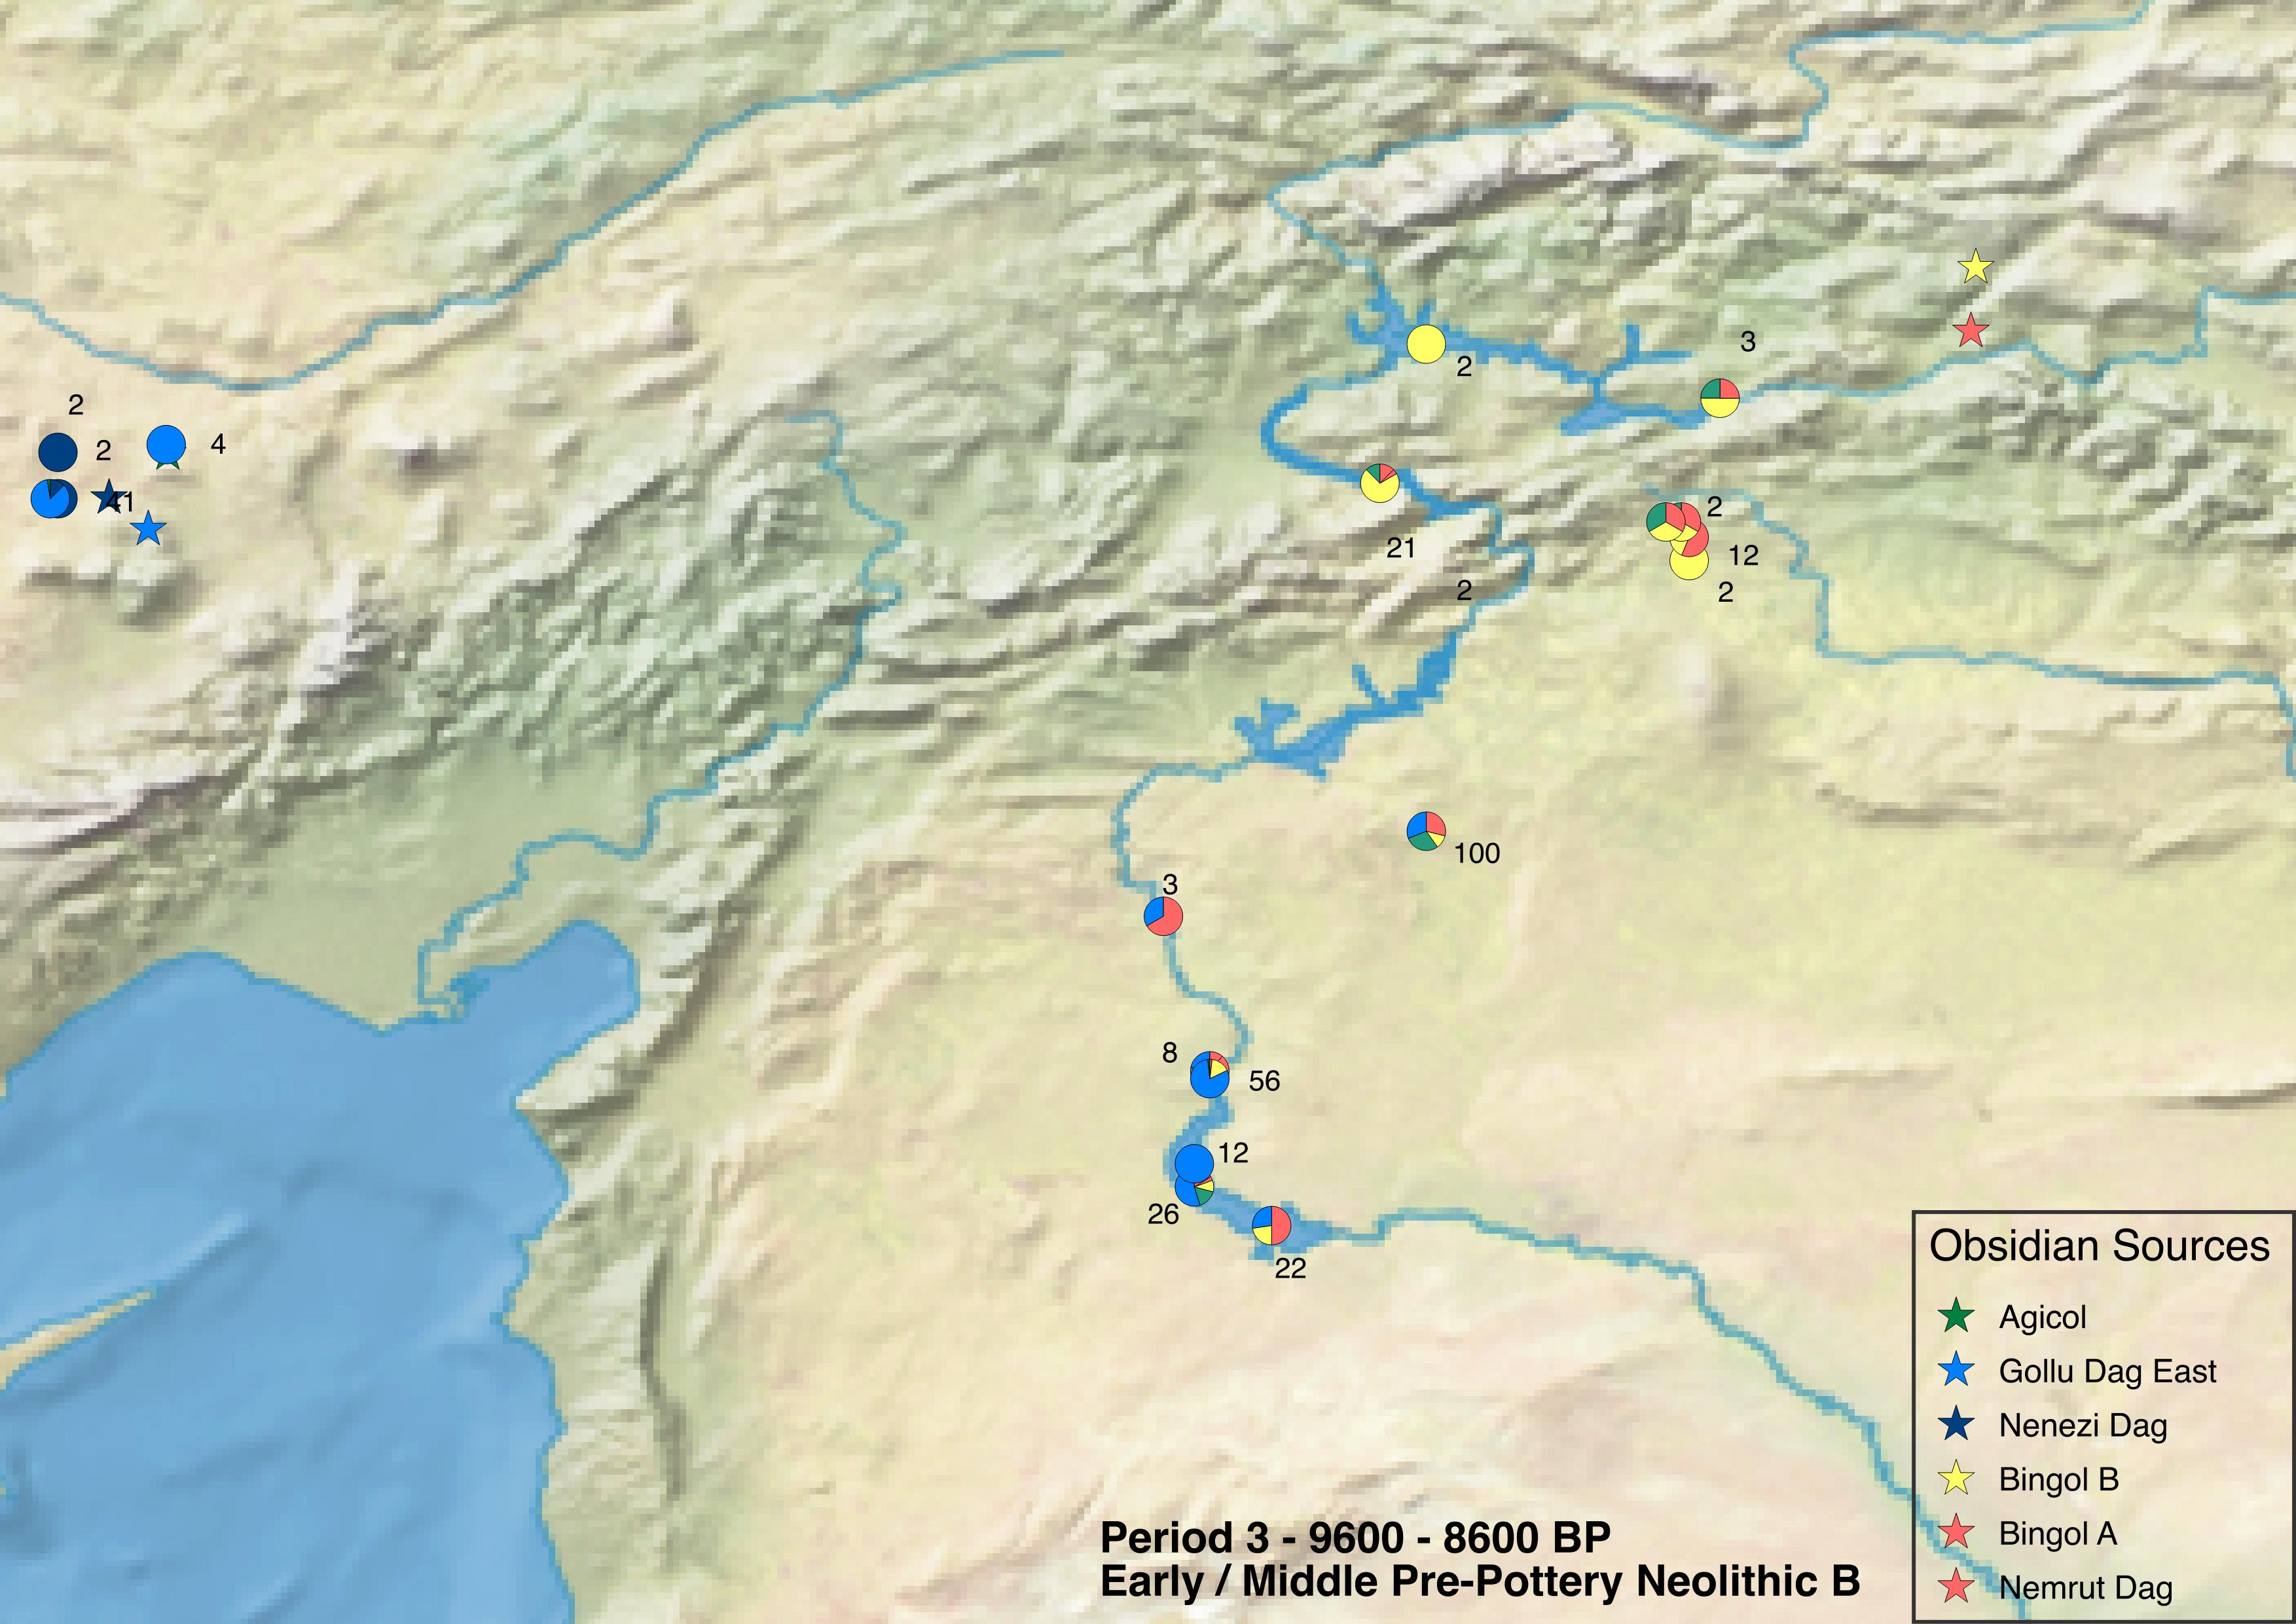 2
2
4
41
2
3
2
21
12
2
2
100
3
8
56
12
26
22
Obsidian Sources
Agicol
Gollu Dag East
Nenezi Dag
Bingol B
Bingol A
Nemrut Dag
Period 3 - 9600 - 8600 BP
Early / Middle Pre-Pottery Neolithic B